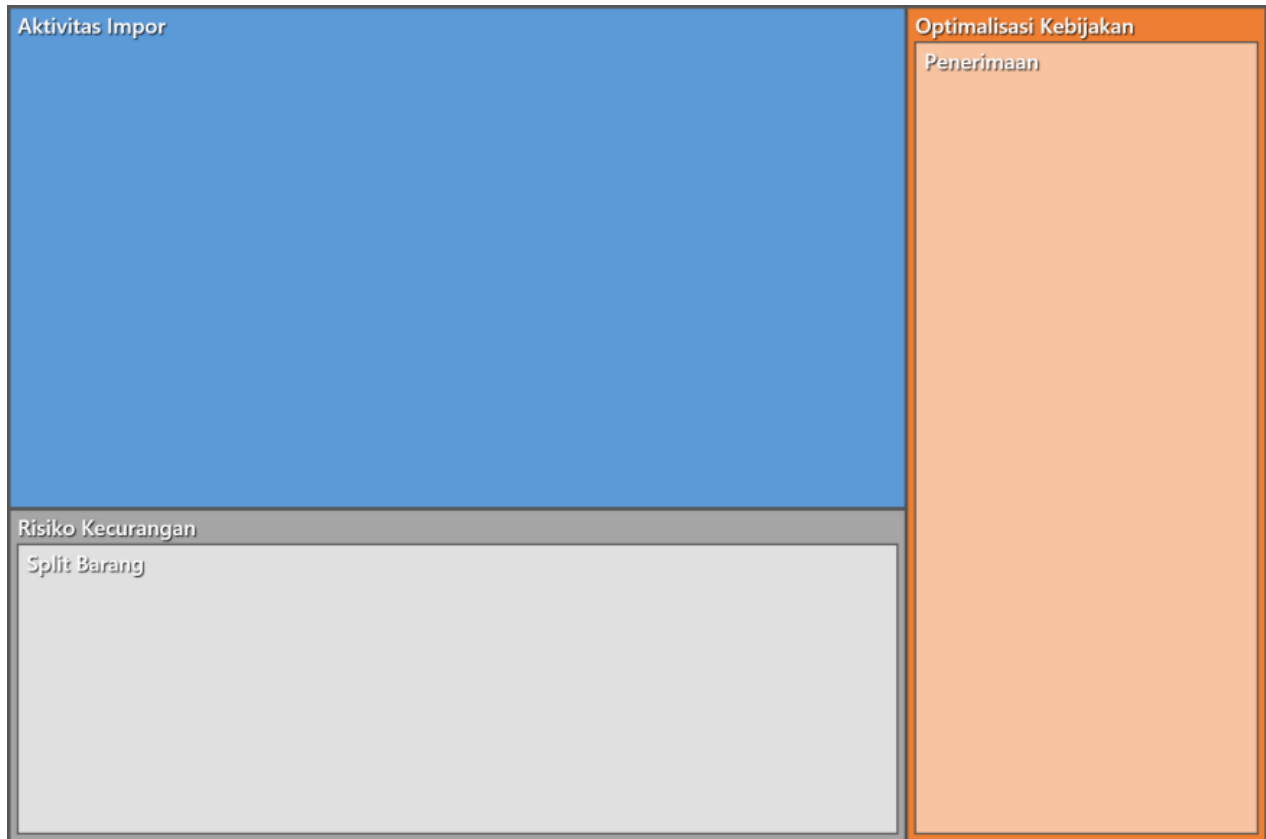 Aktivitas Impor
Optimalisasi Kebijakan
Penerimaan
Risiko Kecurangan
Split Barang